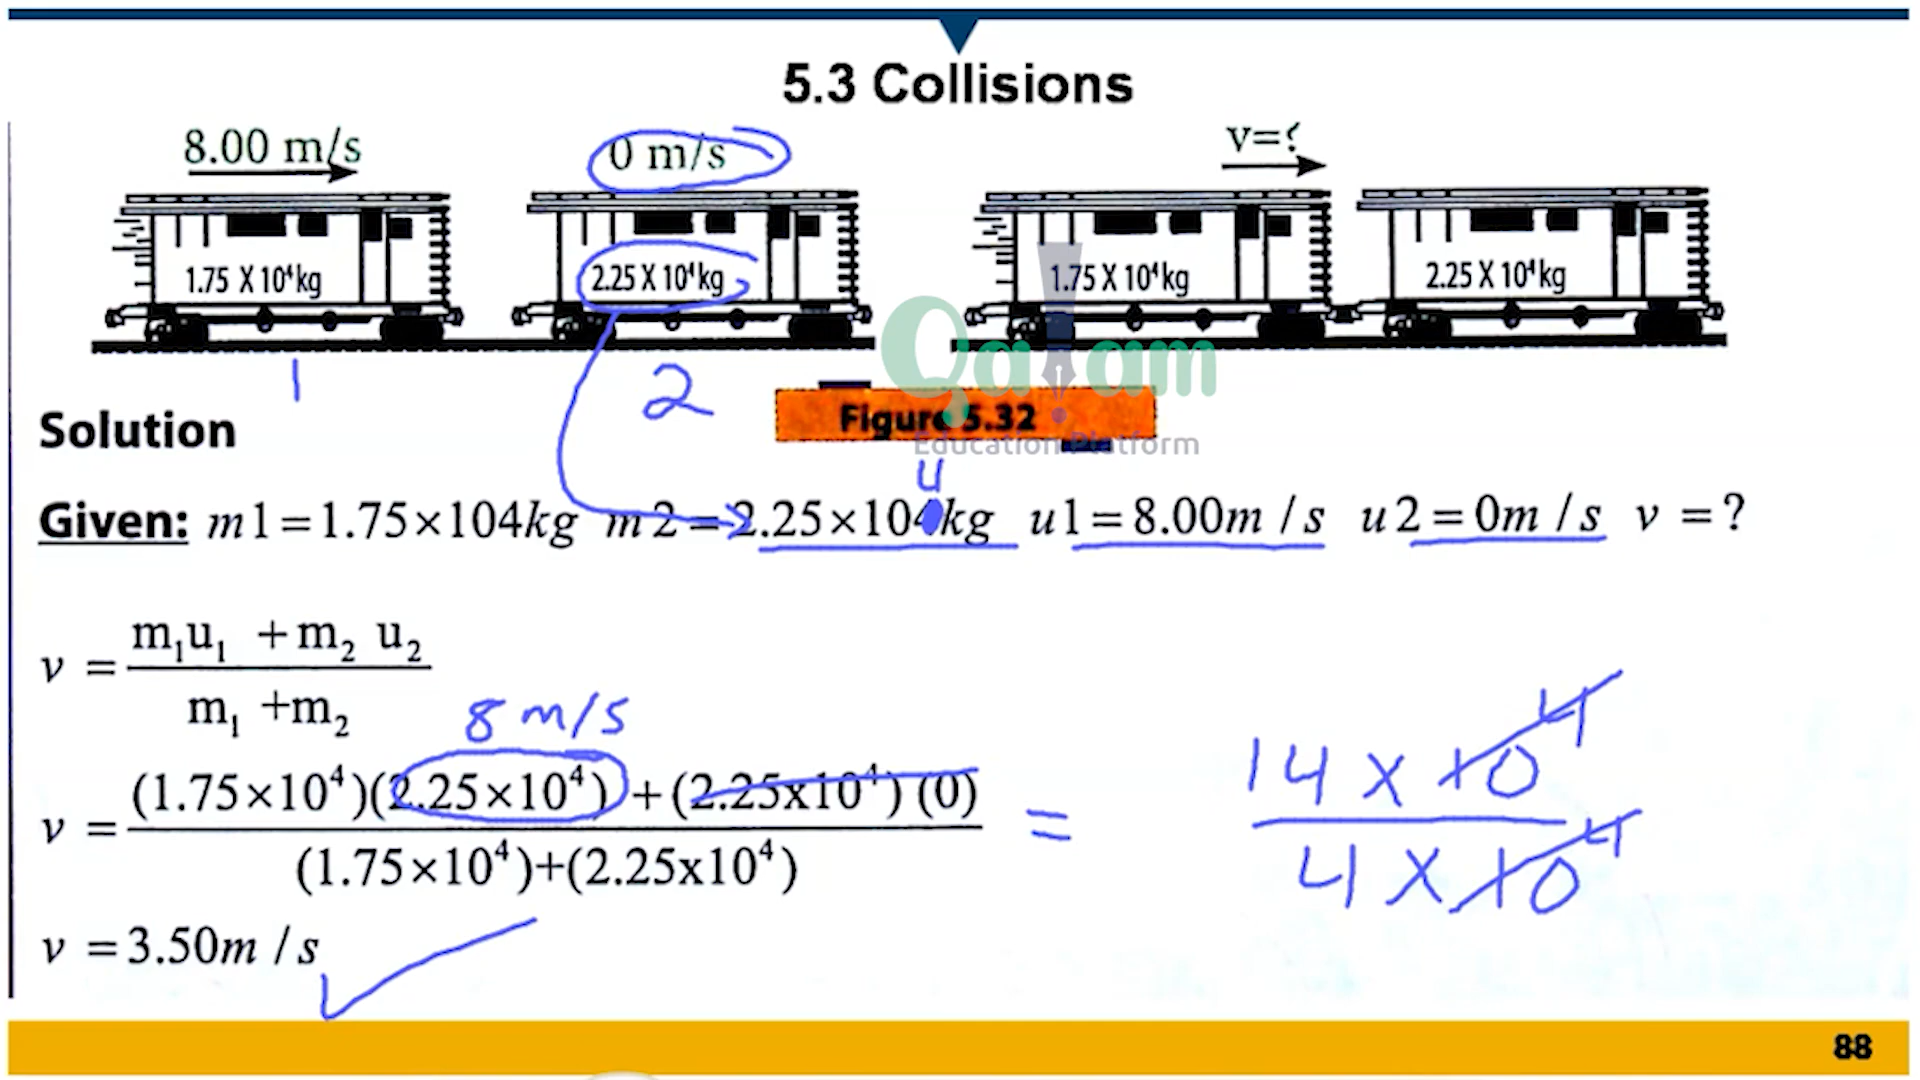 5.3 Collisions
8.00 m/s
0 m/s
v=?
1.75 X 10⁴kg
2.25 X 10⁴kg
1.75 X 10⁴kg
2.25 X 10⁴kg
1
2
Qalam
Education Platform
Figure 5.32
Solution
4
Given: m1=1.75×104kg m2=2.25×104kg u1=8.00m/s u2=0m/s v=?
v = (m₁u₁ + m₂ u₂) / (m₁ + m₂)
8 m/s
v = ((1.75×10⁴)(2.25×10⁴) + (2.25x10⁴)(0)) / ((1.75×10⁴)+(2.25x10⁴)) = (14 x 10⁴) / (4 x 10⁴)
v = 3.50m/s
88